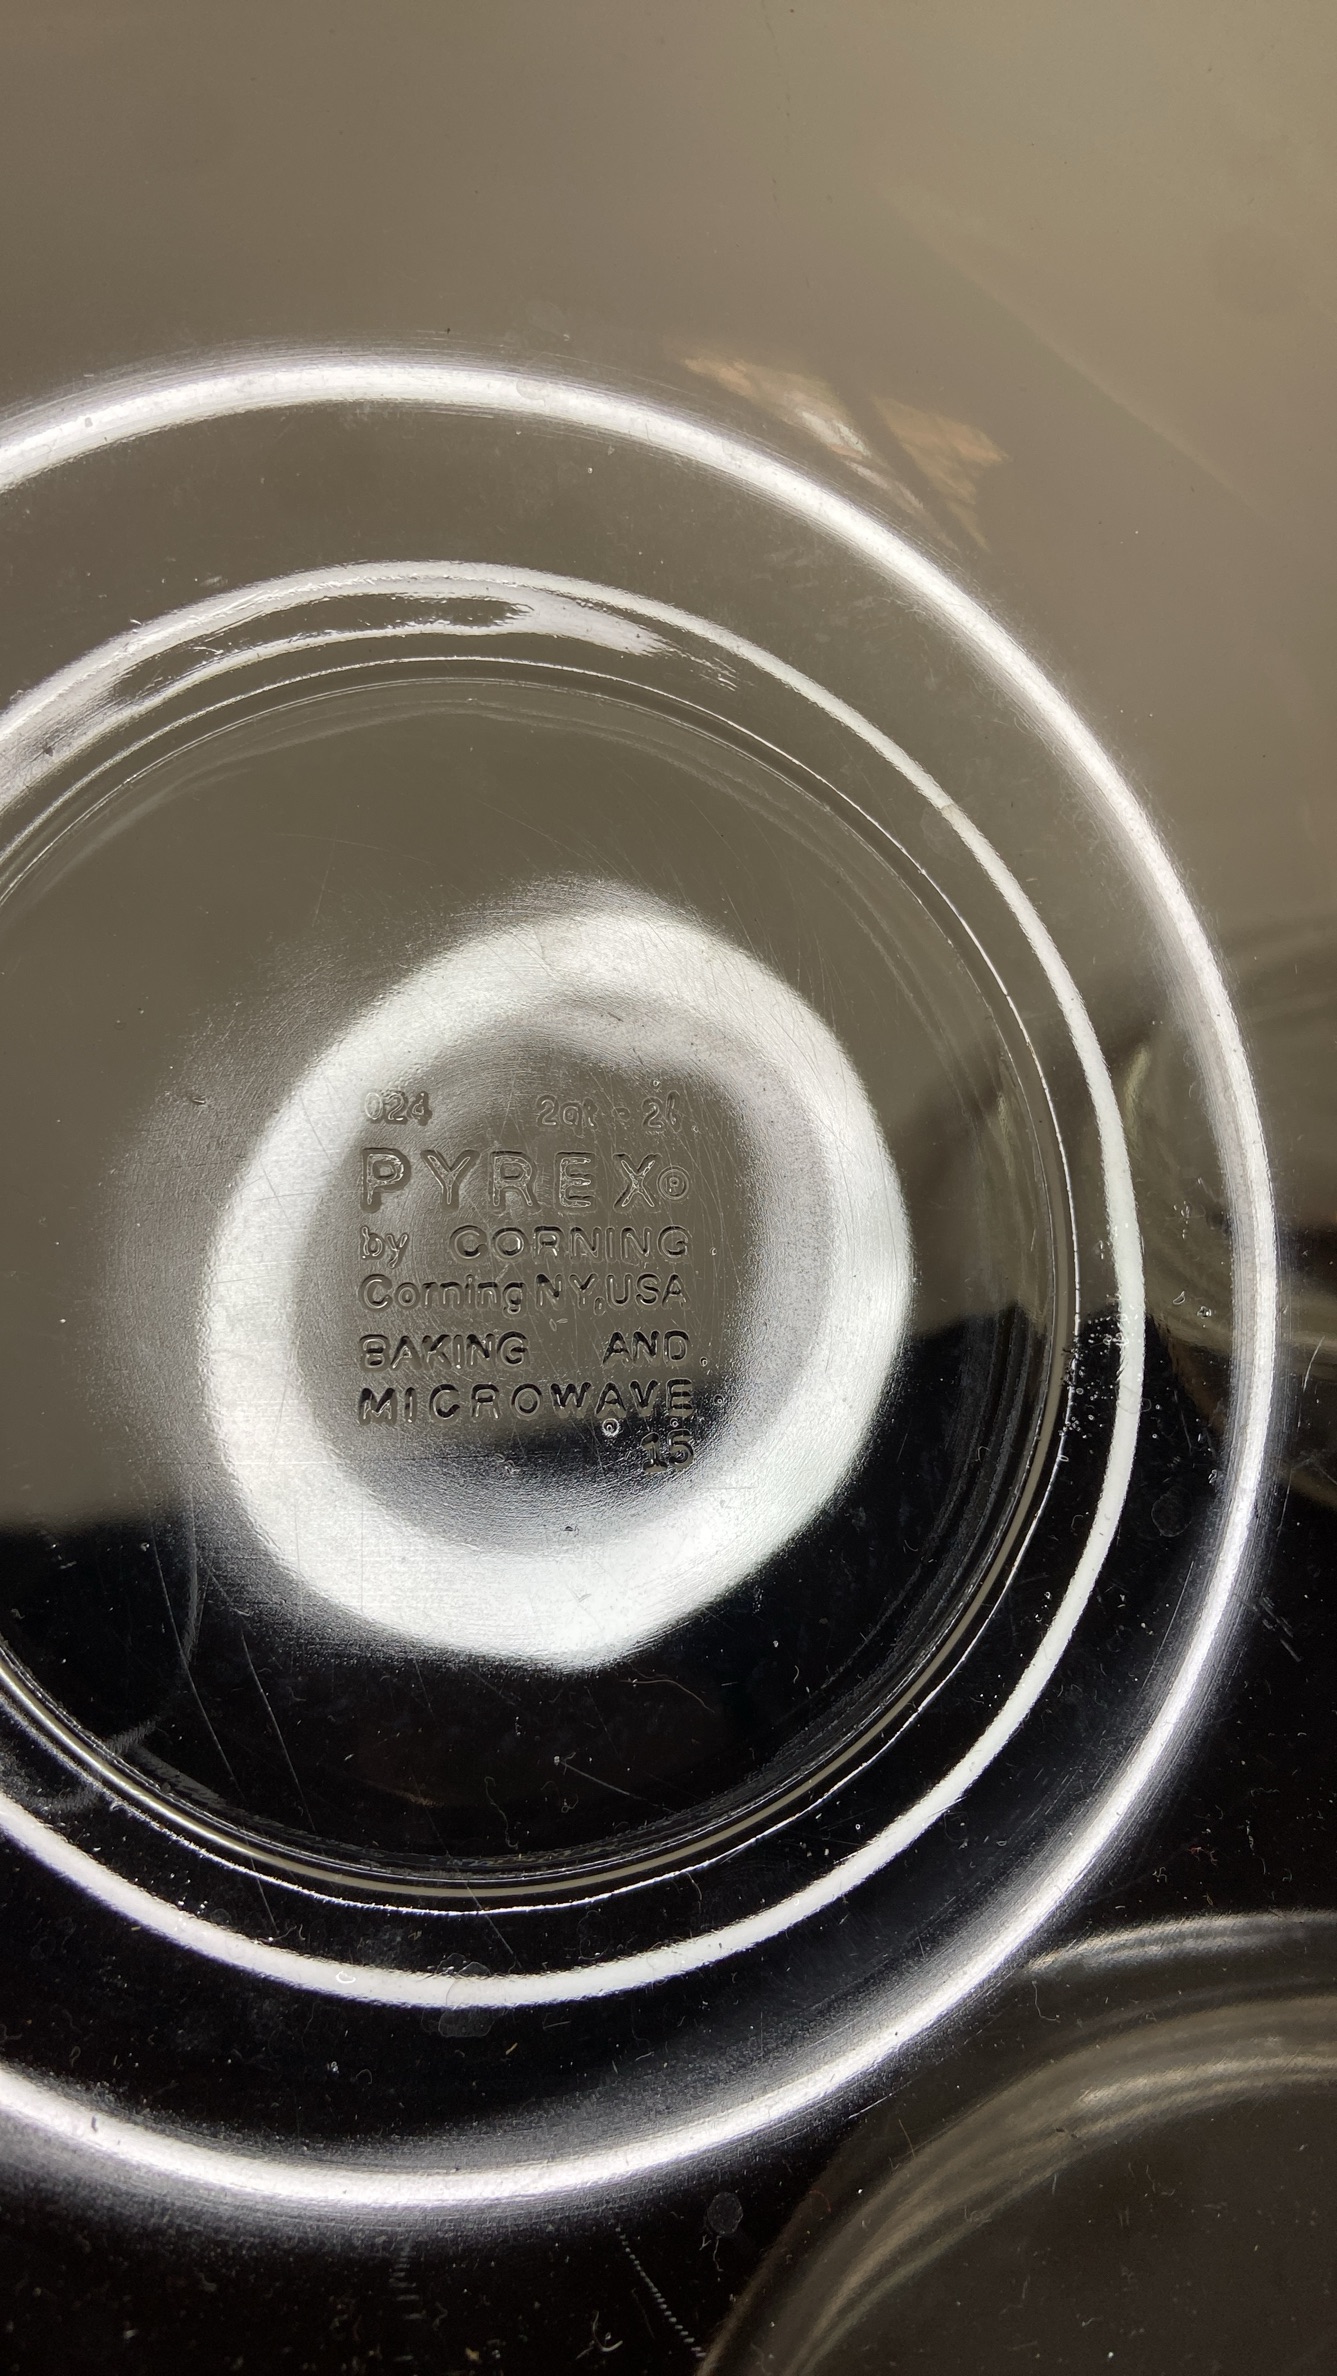 024 2qt - 2l
PYREX®
by CORNING
Corning NY, USA
BAKING AND
MICROWAVE
15